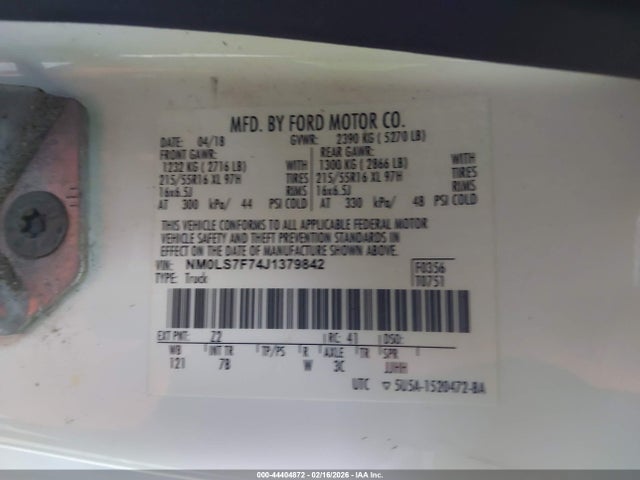 MFD. BY FORD MOTOR CO.
DATE: 04/18 GVWR: 2390 KG ( 5270 LB)
FRONT GAWR: REAR GAWR:
1232 KG ( 2716 LB) WITH 1300 KG ( 2866 LB) WITH
215/55R16 XL 97H TIRES 215/55R16 XL 97H TIRES
16x6.5J RIMS 16x6.5J RIMS
AT 300 kPa/ 44 PSI COLD AT 330 kPa/ 48 PSI COLD
THIS VEHICLE CONFORMS TO ALL APPLICABLE FEDERAL MOTOR
VEHICLE SAFETY AND THEFT PREVENTION STANDARDS IN
EFFECT ON THE DATE OF MANUFACTURE SHOWN ABOVE.
VIN: NM0LS7F74J1379842 F0356
TYPE: Truck T0751
EXT PNT: Z2 RC: 41 DSO:
WB INT TR TP/PS R AXLE TR SPR
121 7B W 3C JJHH
UTC ▽ 5U5A-1520472-BA
000-44404872 - 02/16/2026 - IAA Inc.